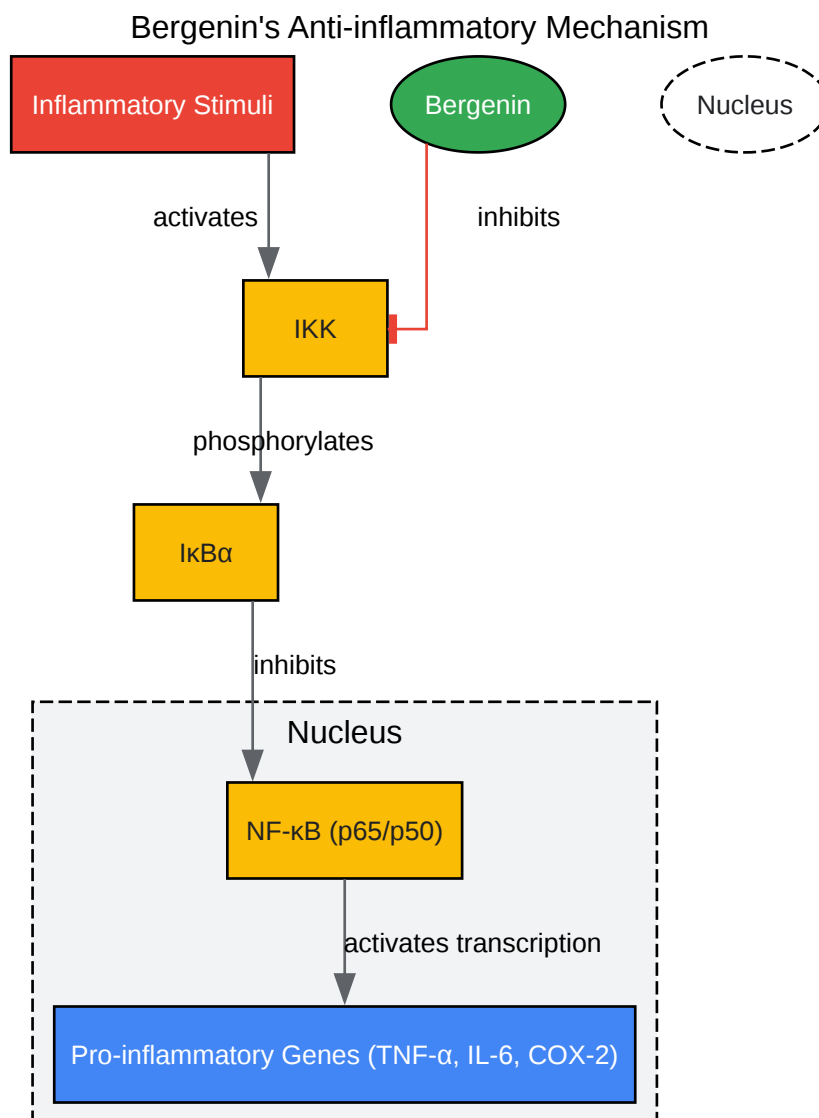 Bergenin's Anti-inflammatory Mechanism
Inflammatory Stimuli
Bergenin
Nucleus
activates
inhibits
IKK
phosphorylates
IκBα
inhibits
Nucleus
NF-κB (p65/p50)
activates transcription
Pro-inflammatory Genes (TNF-α, IL-6, COX-2)